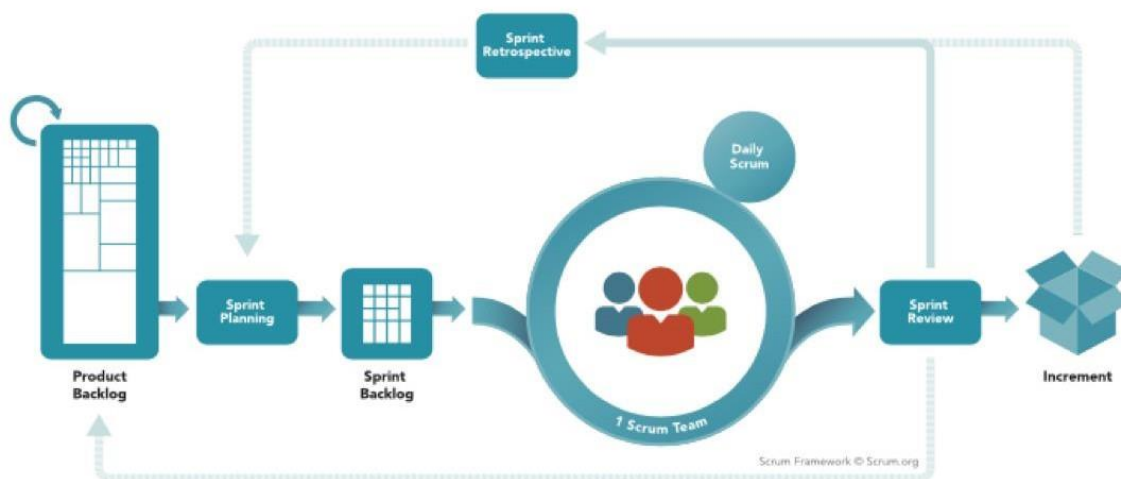 Sprint
Retrospective
Daily
Scrum
Sprint
Planning
Sprint
Review
Product
Backlog
Sprint
Backlog
1 Scrum Team
Increment
Scrum Framework © Scrum.org